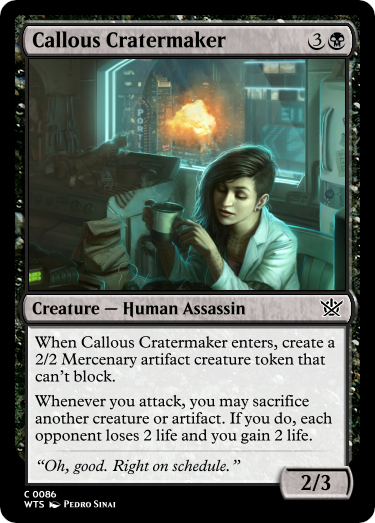 Callous Cratermaker 3
PORT
Creature — Human Assassin
When Callous Cratermaker enters, create a
2/2 Mercenary artifact creature token that
can't block.
Whenever you attack, you may sacrifice
another creature or artifact. If you do, each
opponent loses 2 life and you gain 2 life.
“Oh, good. Right on schedule.”
2/3
C 0086
WTS Pedro Sinai